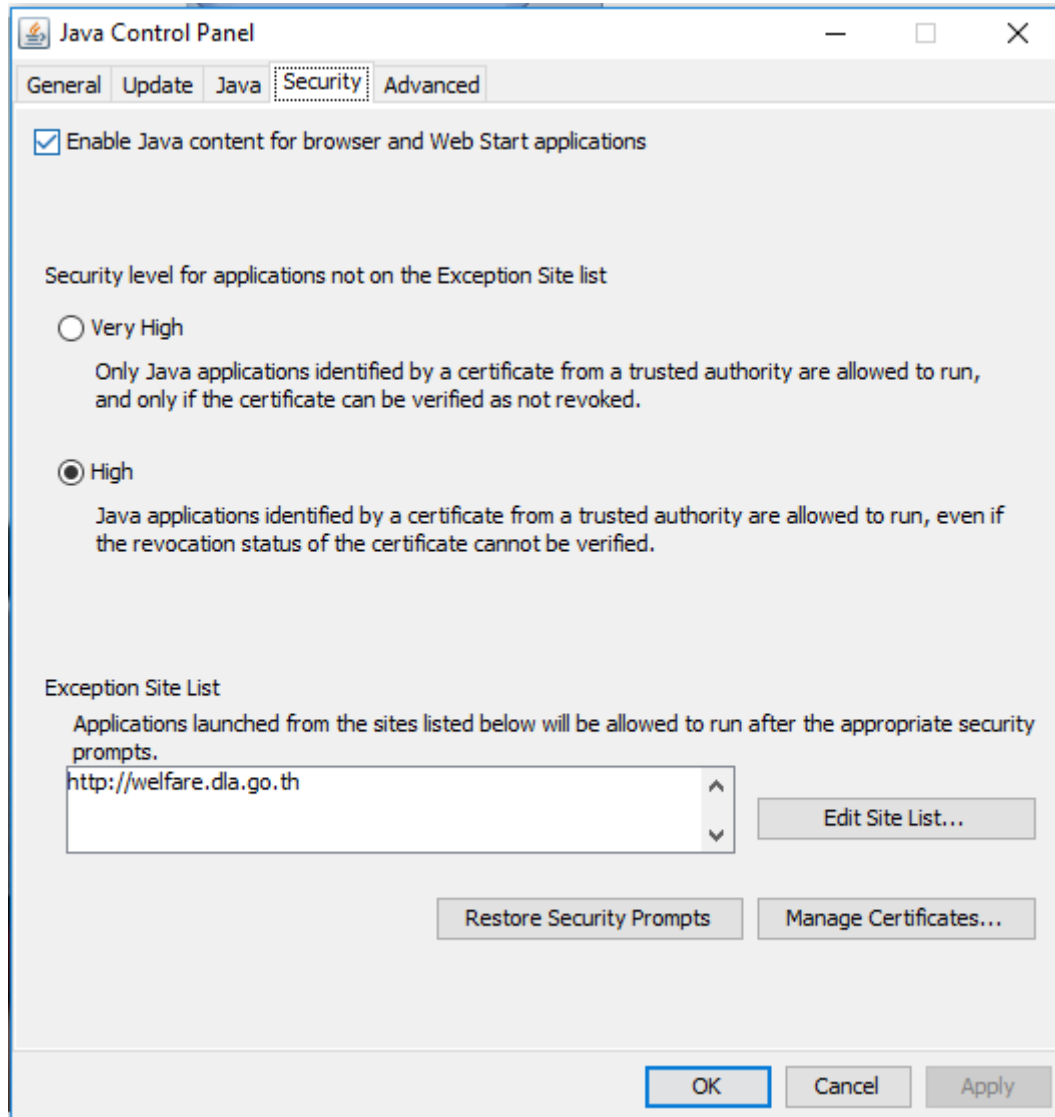 Java Control Panel
General Update Java Security Advanced
Enable Java content for browser and Web Start applications
Security level for applications not on the Exception Site list
Very High
Only Java applications identified by a certificate from a trusted authority are allowed to run,
and only if the certificate can be verified as not revoked.
High
Java applications identified by a certificate from a trusted authority are allowed to run, even if
the revocation status of the certificate cannot be verified.
Exception Site List
Applications launched from the sites listed below will be allowed to run after the appropriate security
prompts.
http://welfare.dla.go.th
Edit Site List...
Restore Security Prompts Manage Certificates...
OK Cancel Apply